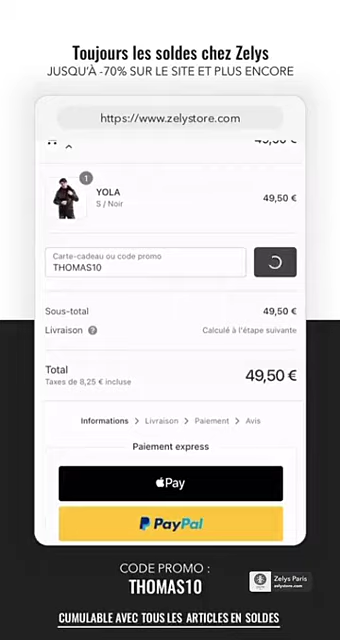 Toujours les soldes chez Zelys
JUSQU'À -70% SUR LE SITE ET PLUS ENCORE
https://www.zelystore.com
49,50 €
1
YOLA
S / Noir
49,50 €
Carte-cadeau ou code promo
THOMAS10
Sous-total
49,50 €
Livraison ?
Calculé à l'étape suivante
Total
Taxes de 8,25 € incluse
49,50 €
Informations > Livraison > Paiement > Avis
Paiement express
Pay
PayPal
CODE PROMO :
THOMAS10
Zelys Paris
zelystore.com
CUMULABLE AVEC TOUS LES ARTICLES EN SOLDES